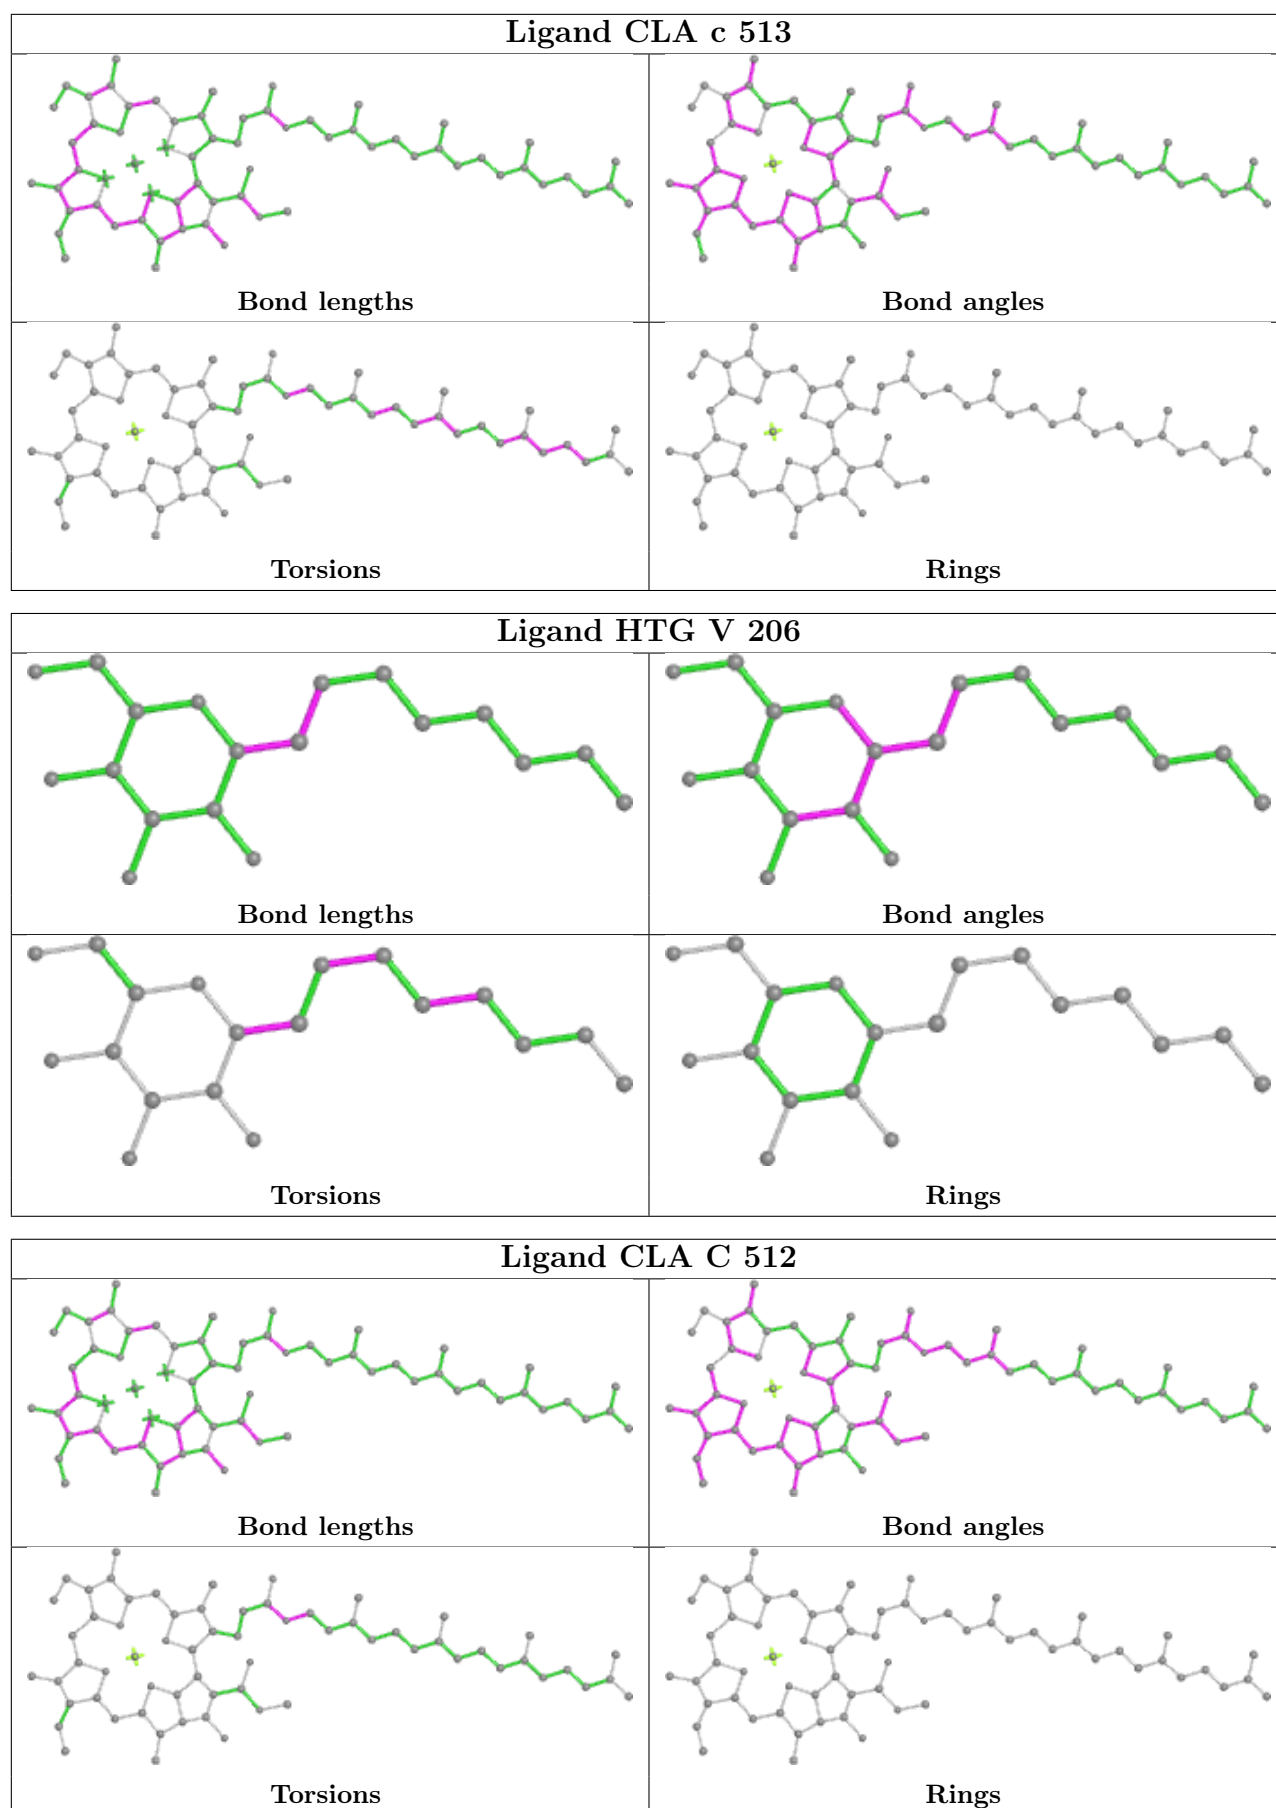 Ligand CLA c 513
Bond lengths
Bond angles
Torsions
Rings
Ligand HTG V 206
Bond lengths
Bond angles
Torsions
Rings
Ligand CLA C 512
Bond lengths
Bond angles
Torsions
Rings